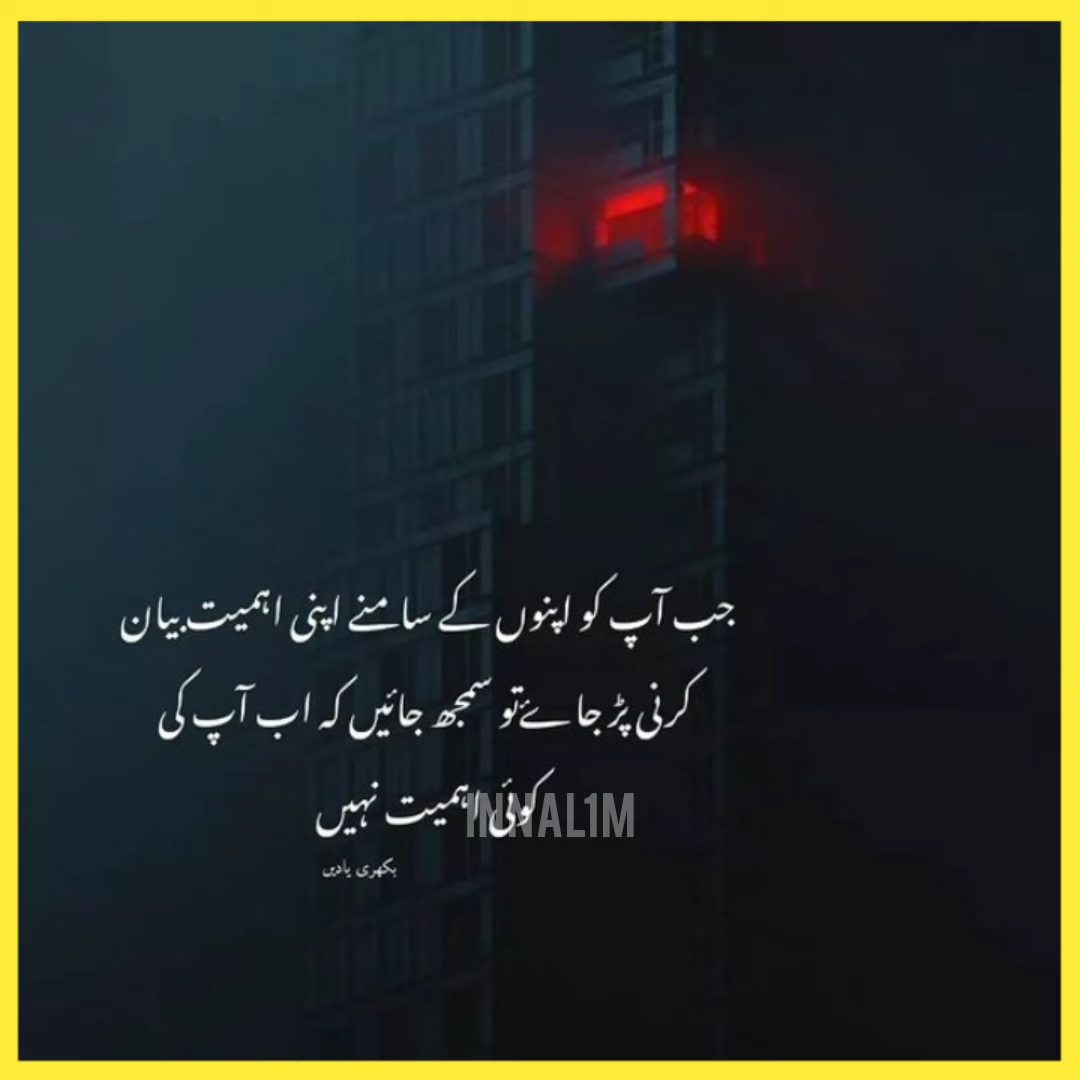 جب آپ کو اپنوں کے سامنے اپنی اہمیت بیان
کرنی پڑ جائے تو سمجھ جائیں کہ اب آپ کی
کوئی اہمیت نہیں
INNAL1M
بکھری یادیں